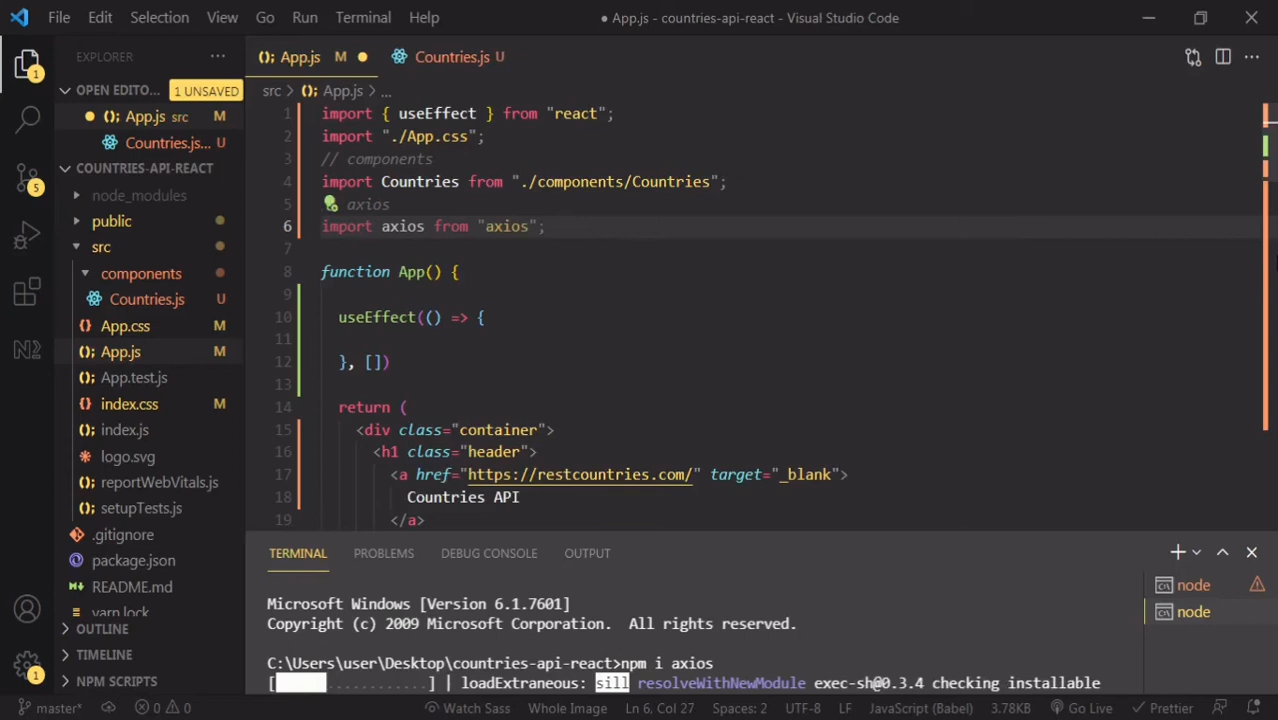 File Edit Selection View Go Run Terminal Help ● App.js - countries-api-react - Visual Studio Code
EXPLORER ...
OPEN EDITO... 1 UNSAVED
App.js src M
Countries.js... U
COUNTRIES-API-REACT
node_modules
public
src
components
Countries.js U
App.css M
App.js M
App.test.js
index.css M
index.js
logo.svg
reportWebVitals.js
setupTests.js
.gitignore
package.json
README.md
yarn.lock
OUTLINE
TIMELINE
NPM SCRIPTS
1
5
1
App.js M Countries.js U
src > App.js > ...
1 import { useEffect } from "react";
2 import "./App.css";
3 // components
4 import Countries from "./components/Countries";
5 axios
6 import axios from "axios";
7
8 function App() {
9
10 useEffect(() => {
11
12 }, [])
13
14 return (
15 <div class="container">
16 <h1 class="header">
17 <a href="https://restcountries.com/" target="_blank">
18 Countries API
19 </a>
TERMINAL PROBLEMS DEBUG CONSOLE OUTPUT
Microsoft Windows [Version 6.1.7601]
Copyright (c) 2009 Microsoft Corporation. All rights reserved.
C:\Users\user\Desktop\countries-api-react>npm i axios
[ ............] | loadExtraneous: sill resolveWithNewModule exec-sh@0.3.4 checking installable
node
node
master* 0 0 Watch Sass Whole Image Ln 6, Col 27 Spaces: 2 UTF-8 LF JavaScript (Babel) 3.78KB Go Live Prettier